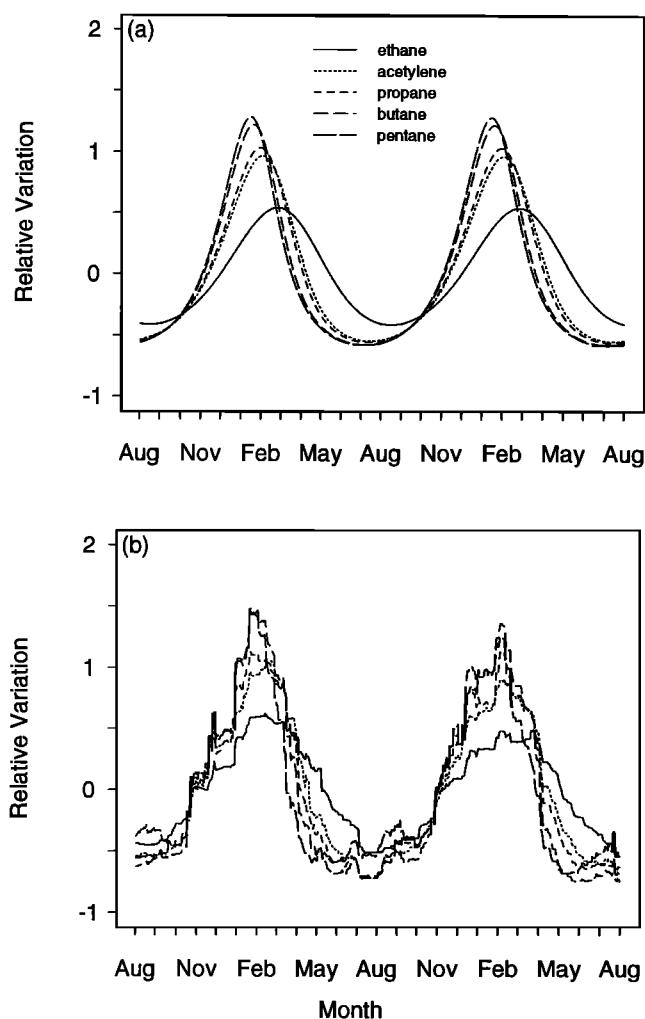 (a)
2
1
0
-1
Relative Variation
ethane
acetylene
propane
butane
pentane
Aug Nov Feb May Aug Nov Feb May Aug
(b)
2
1
0
-1
Relative Variation
Aug Nov Feb May Aug Nov Feb May Aug
Month